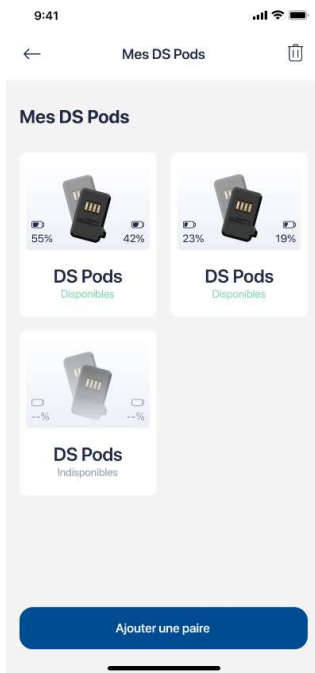 9:41
Mes DS Pods
Mes DS Pods
55% 42%
23% 19%
DS Pods
Disponibles
DS Pods
Disponibles
--% --%
DS Pods
Indisponibles
Ajouter une paire